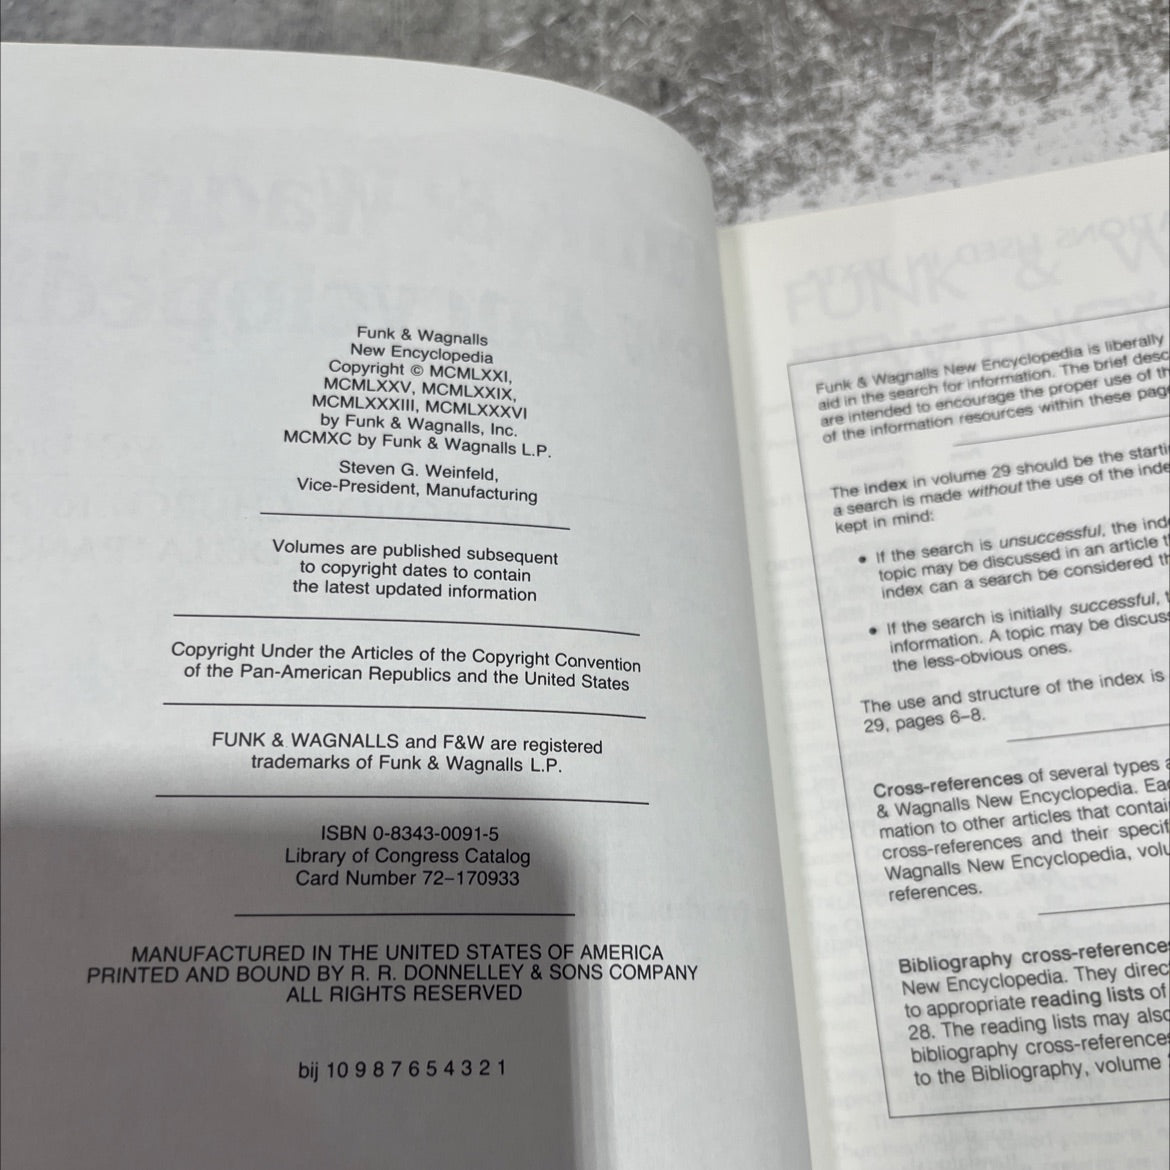 Funk & Wagnalls
New Encyclopedia
Copyright © MCMLXXI,
MCMLXXV, MCMLXXIX,
MCMLXXXIII, MCMLXXXVI
by Funk & Wagnalls, Inc.
MCMXC by Funk & Wagnalls L.P.
Steven G. Weinfeld,
Vice-President, Manufacturing
Volumes are published subsequent
to copyright dates to contain
the latest updated information
Copyright Under the Articles of the Copyright Convention
of the Pan-American Republics and the United States
FUNK & WAGNALLS and F&W are registered
trademarks of Funk & Wagnalls L.P.
ISBN 0-8343-0091-5
Library of Congress Catalog
Card Number 72–170933
MANUFACTURED IN THE UNITED STATES OF AMERICA
PRINTED AND BOUND BY R. R. DONNELLEY & SONS COMPANY
ALL RIGHTS RESERVED
bij 10 9 8 7 6 5 4 3 2 1
Funk & Wagnalls New Encyclopedia is liberally
aid in the search for information. The brief desc
are intended to encourage the proper use of th
of the information resources within these pag
The index in volume 29 should be the starti
a search is made without the use of the inde
kept in mind:
• If the search is unsuccessful, the ind
topic may be discussed in an article t
index can a search be considered th
• If the search is initially successful, t
information. A topic may be discus
the less-obvious ones.
The use and structure of the index is
29, pages 6–8.
Cross-references of several types a
& Wagnalls New Encyclopedia. Eac
mation to other articles that contai
cross-references and their specif
Wagnalls New Encyclopedia, volu
references.
Bibliography cross-reference
New Encyclopedia. They direc
to appropriate reading lists of
28. The reading lists may also
bibliography cross-reference
to the Bibliography, volume